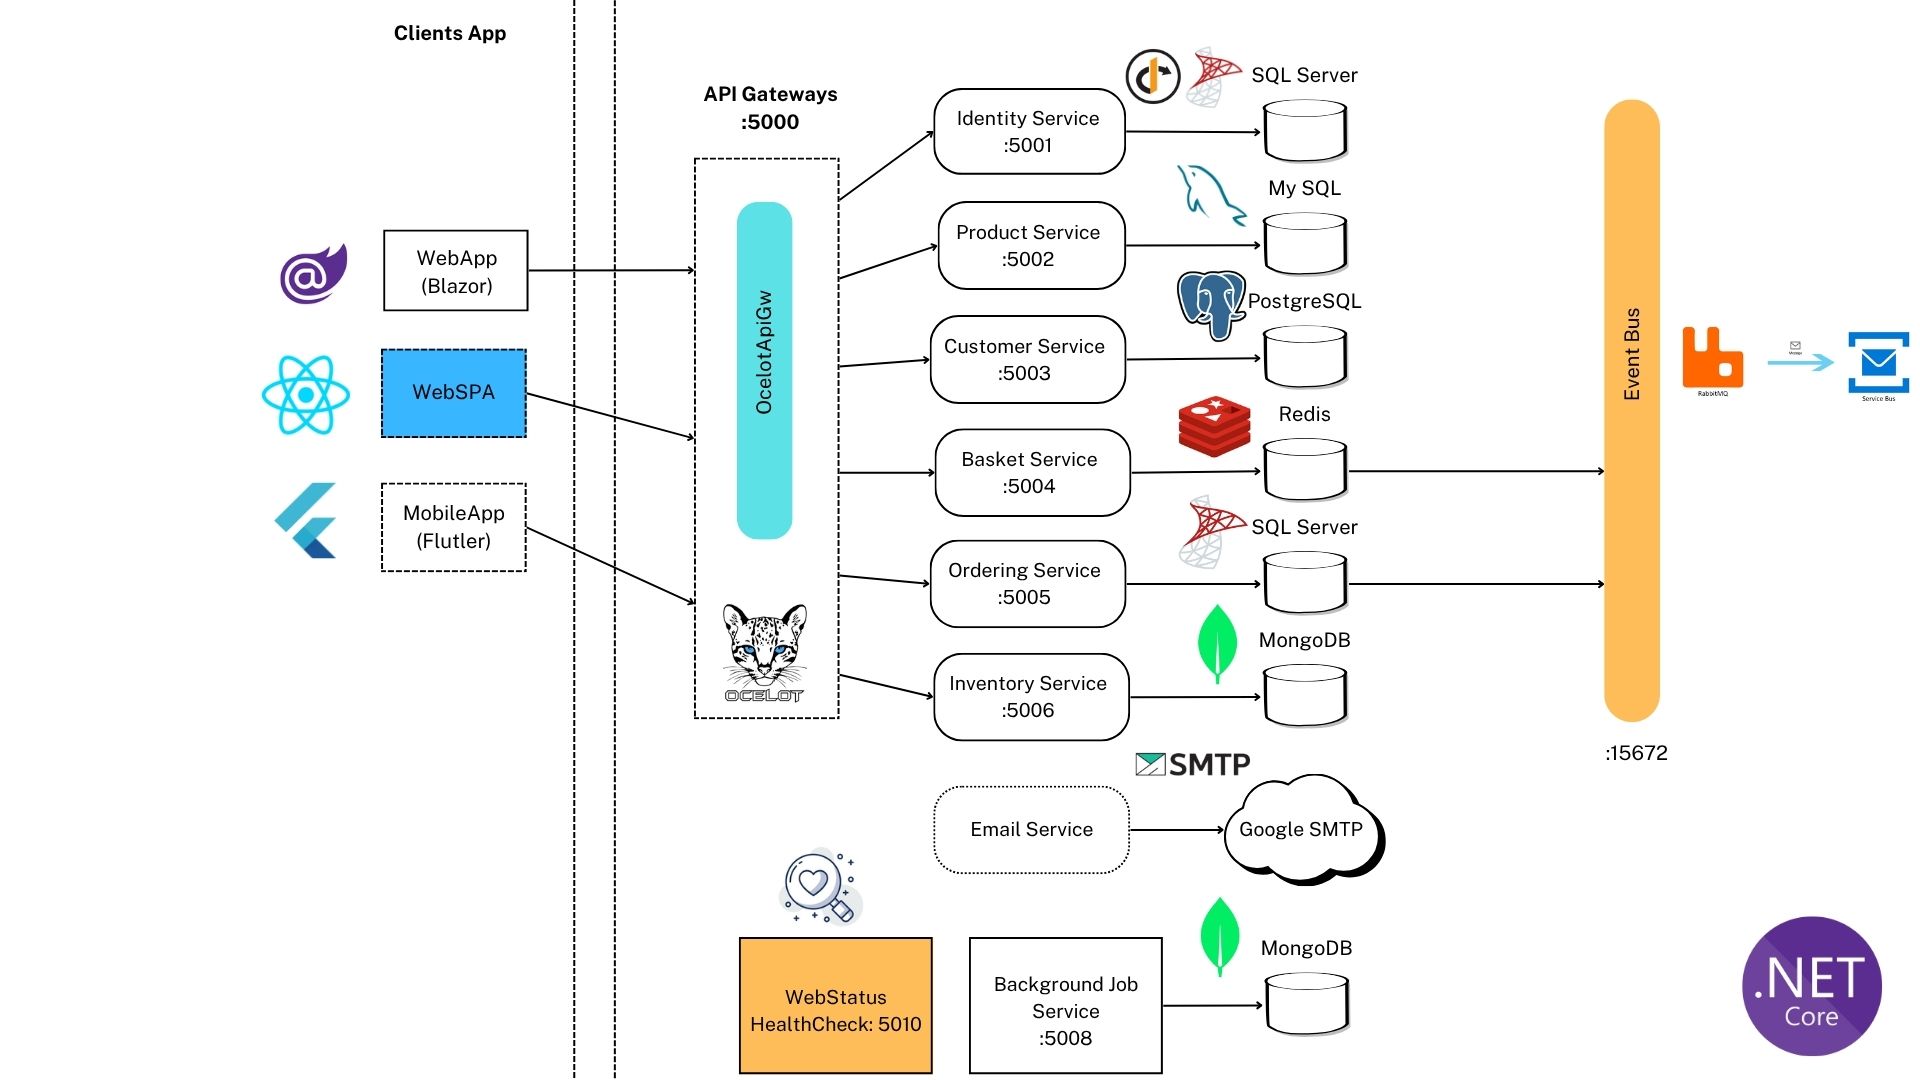 Clients App
API Gateways
:5000
WebApp
(Blazor)
WebSPA
MobileApp
(Flutler)
OcelotApiGw
OCELOT
Identity Service
:5001
SQL Server
Product Service
:5002
My SQL
Customer Service
:5003
PostgreSQL
Basket Service
:5004
Redis
Ordering Service
:5005
SQL Server
Inventory Service
:5006
MongoDB
SMTP
Email Service
Google SMTP
WebStatus
HealthCheck: 5010
Background Job
Service
:5008
MongoDB
Event Bus
:15672
RabbitMQ
Service Bus
.NET
Core